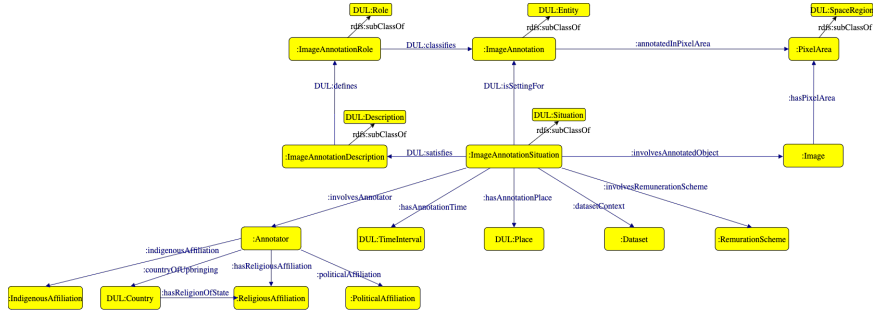 DUL:Role
DUL:Entity
DUL:SpaceRegion
rdfs:subClassOf
rdfs:subClassOf
rdfs:subClassOf
:ImageAnnotationRole
DUL:classifies
:ImageAnnotation
:annotatedInPixelArea
:PixelArea
DUL:defines
DUL:isSettingFor
:hasPixelArea
DUL:Description
DUL:Situation
rdfs:subClassOf
rdfs:subClassOf
:ImageAnnotationDescription
DUL:satisfies
:ImageAnnotationSituation
:involvesAnnotatedObject
:Image
:involvesAnnotator
:hasAnnotationTime
:hasAnnotationPlace
:datasetContext
:involvesRemunerationScheme
:Annotator
DUL:TimeInterval
DUL:Place
:Dataset
:RemurationScheme
:indigenousAffiliation
:countryOfUpbringing
:hasReligiousAffiliation
:politicalAffiliation
:IndigenousAffiliation
DUL:Country
:hasReligionOfState
:ReligiousAffiliation
:PoliticalAffiliation